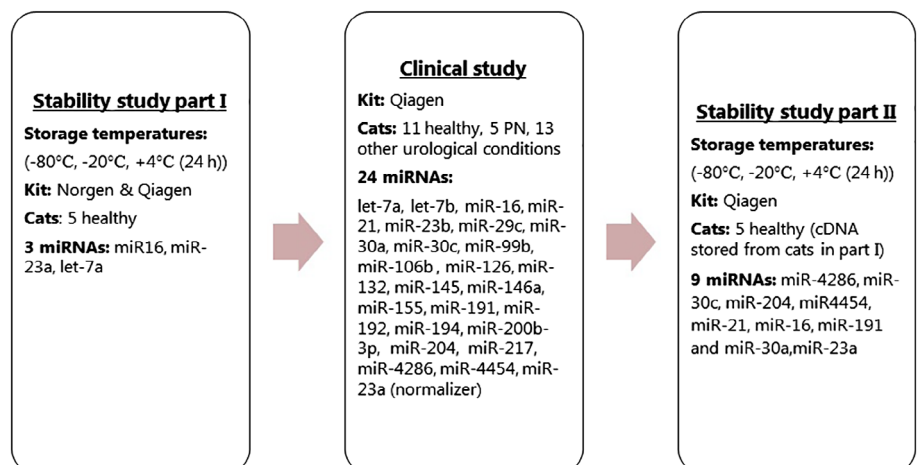 Stability study part I
Storage temperatures:
(-80°C, -20°C, +4°C (24 h))
Kit: Norgen & Qiagen
Cats: 5 healthy
3 miRNAs: miR16, miR-
23a, let-7a
Clinical study
Kit: Qiagen
Cats: 11 healthy, 5 PN, 13
other urological conditions
24 miRNAs:
let-7a, let-7b, miR-16, miR-
21, miR-23b, miR-29c, miR-
30a, miR-30c, miR-99b,
miR-106b , miR-126, miR-
132, miR-145, miR-146a,
miR-155, miR-191, miR-
192, miR-194, miR-200b-
3p, miR-204, miR-217,
miR-4286, miR-4454, miR-
23a (normalizer)
Stability study part II
Storage temperatures:
(-80°C, -20°C, +4°C (24 h))
Kit: Qiagen
Cats: 5 healthy (cDNA
stored from cats in part I)
9 miRNAs: miR-4286, miR-
30c, miR-204, miR4454,
miR-21, miR-16, miR-191
and miR-30a,miR-23a